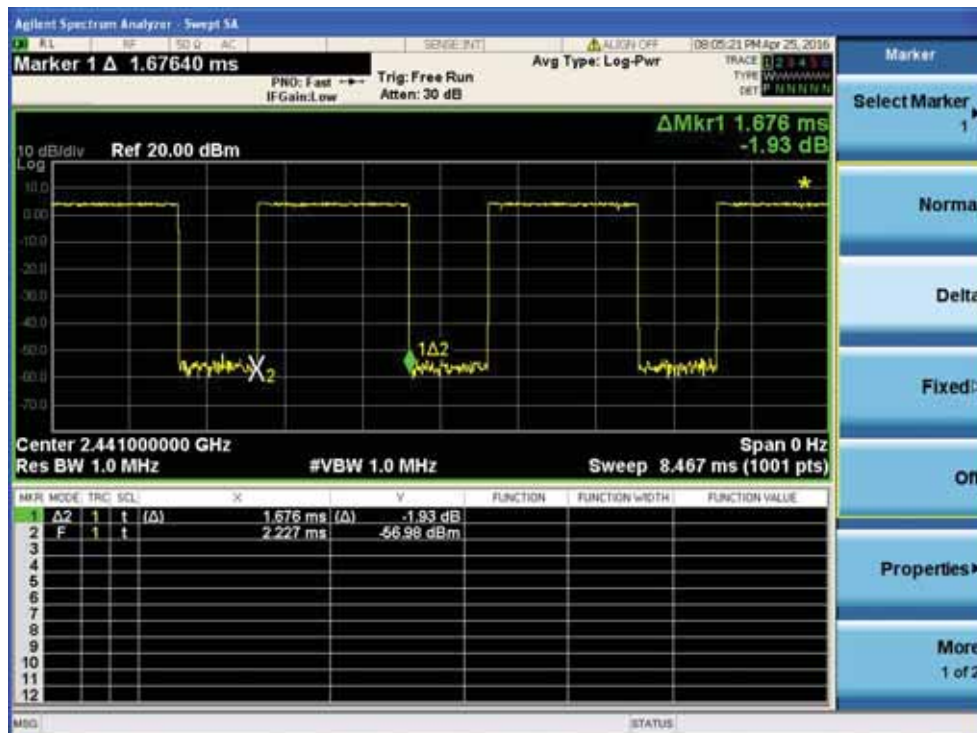 Agilent Spectrum Analyzer - Swept SA
RL RF 50 Ω AC SENSE:INT ALIGN OFF 08:05:21 PM Apr 25, 2016
Marker 1 Δ 1.67640 ms
PNO: Fast
IFGain:Low
Trig: Free Run
Atten: 30 dB
Avg Type: Log-Pwr
TRACE 1 2 3 4 5 6
TYPE W
DET P N N N N N
ΔMkr1 1.676 ms
-1.93 dB
10 dB/div Ref 20.00 dBm
Log
10.0
0.00
-10.0
-20.0
-30.0
-40.0
-50.0
-60.0
-70.0
1Δ2
X2
Center 2.441000000 GHz Span 0 Hz
Res BW 1.0 MHz #VBW 1.0 MHz Sweep 8.467 ms (1001 pts)
MKR MODE TRC SCL X Y FUNCTION FUNCTION WIDTH FUNCTION VALUE
1 Δ2 1 t (Δ) 1.676 ms (Δ) -1.93 dB
2 F 1 t 2.227 ms -56.98 dBm
3
4
5
6
7
8
9
10
11
12
MSG STATUS
Marker
Select Marker
1
Norma
Delta
Fixed
Off
Properties
More
1 of 2